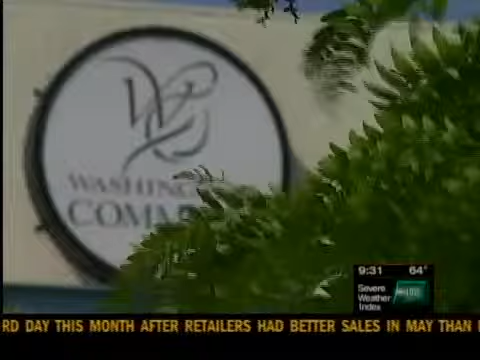 WASHING
COMM
9:31 64°
Severe
Weather
Index
RD DAY THIS MONTH AFTER RETAILERS HAD BETTER SALES IN MAY THAN